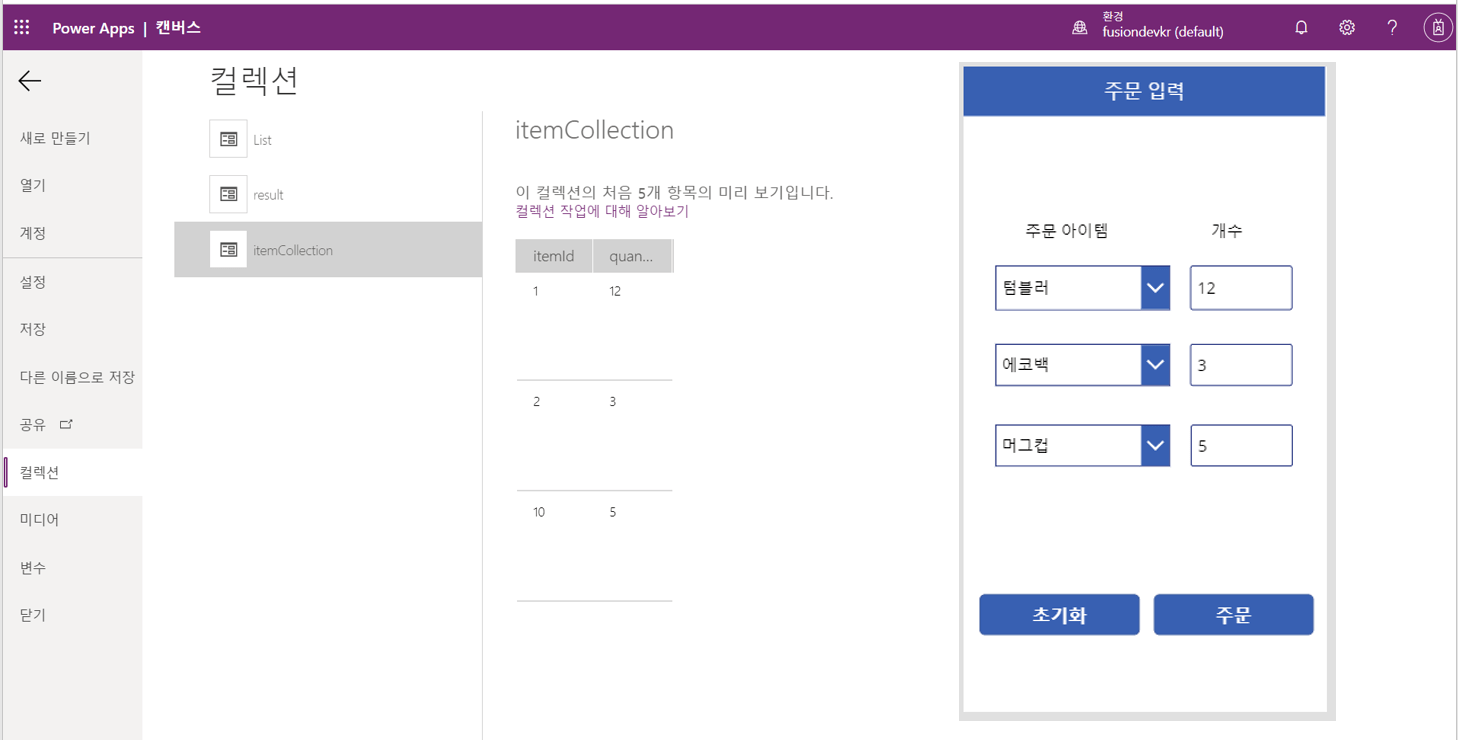 Power Apps | 캔버스
환경
fusiondevkr (default)
새로 만들기
열기
계정
설정
저장
다른 이름으로 저장
공유
컬렉션
미디어
변수
닫기
컬렉션
List
result
itemCollection
itemCollection
이 컬렉션의 처음 5개 항목의 미리 보기입니다.
컬렉션 작업에 대해 알아보기
itemId quan...
1 12
2 3
10 5
주문 입력
주문 아이템 개수
텀블러 12
에코백 3
머그컵 5
초기화 주문